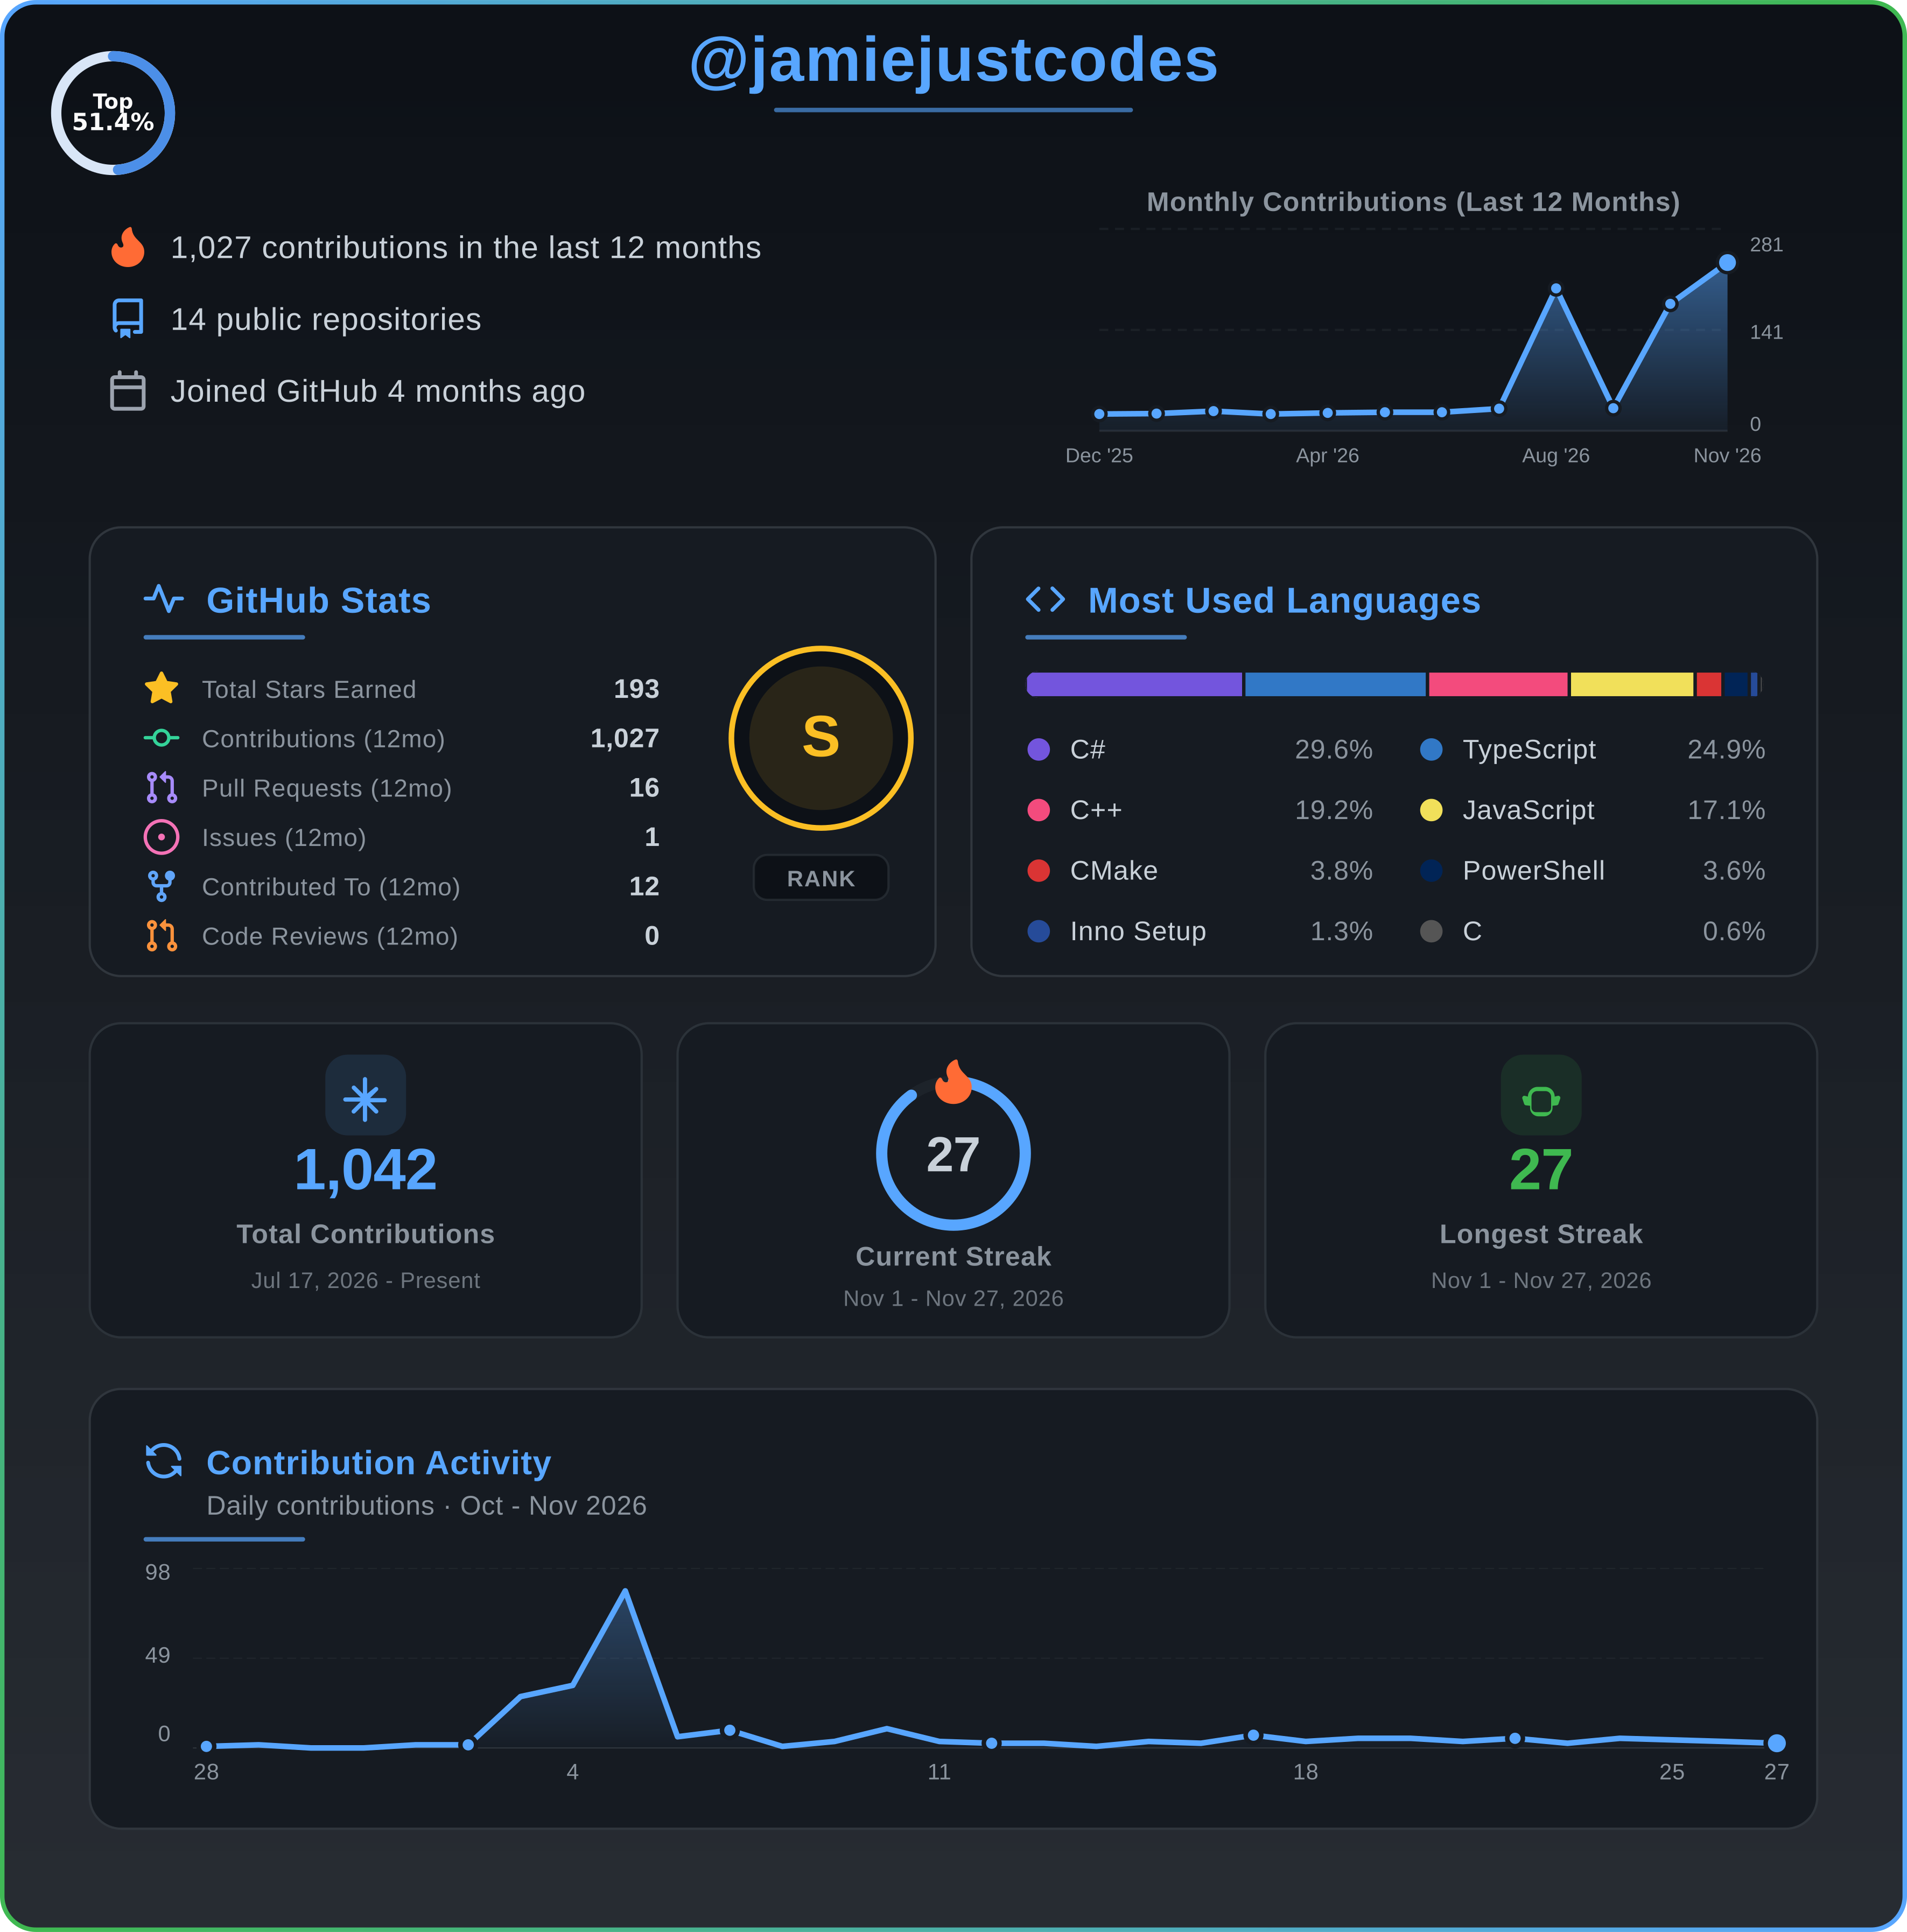 @jamiejustcodes
Top
51.4%
1,027 contributions in the last 12 months
14 public repositories
Joined GitHub 4 months ago
Monthly Contributions (Last 12 Months)
281
141
0
Dec '25 Apr '26 Aug '26 Nov '26
GitHub Stats
Total Stars Earned 193
Contributions (12mo) 1,027
Pull Requests (12mo) 16
Issues (12mo) 1
Contributed To (12mo) 12
Code Reviews (12mo) 0
S
RANK
Most Used Languages
C# 29.6% TypeScript 24.9%
C++ 19.2% JavaScript 17.1%
CMake 3.8% PowerShell 3.6%
Inno Setup 1.3% C 0.6%
1,042
Total Contributions
Jul 17, 2026 - Present
27
Current Streak
Nov 1 - Nov 27, 2026
27
Longest Streak
Nov 1 - Nov 27, 2026
Contribution Activity
Daily contributions · Oct - Nov 2026
98
49
0
28 4 11 18 25 27